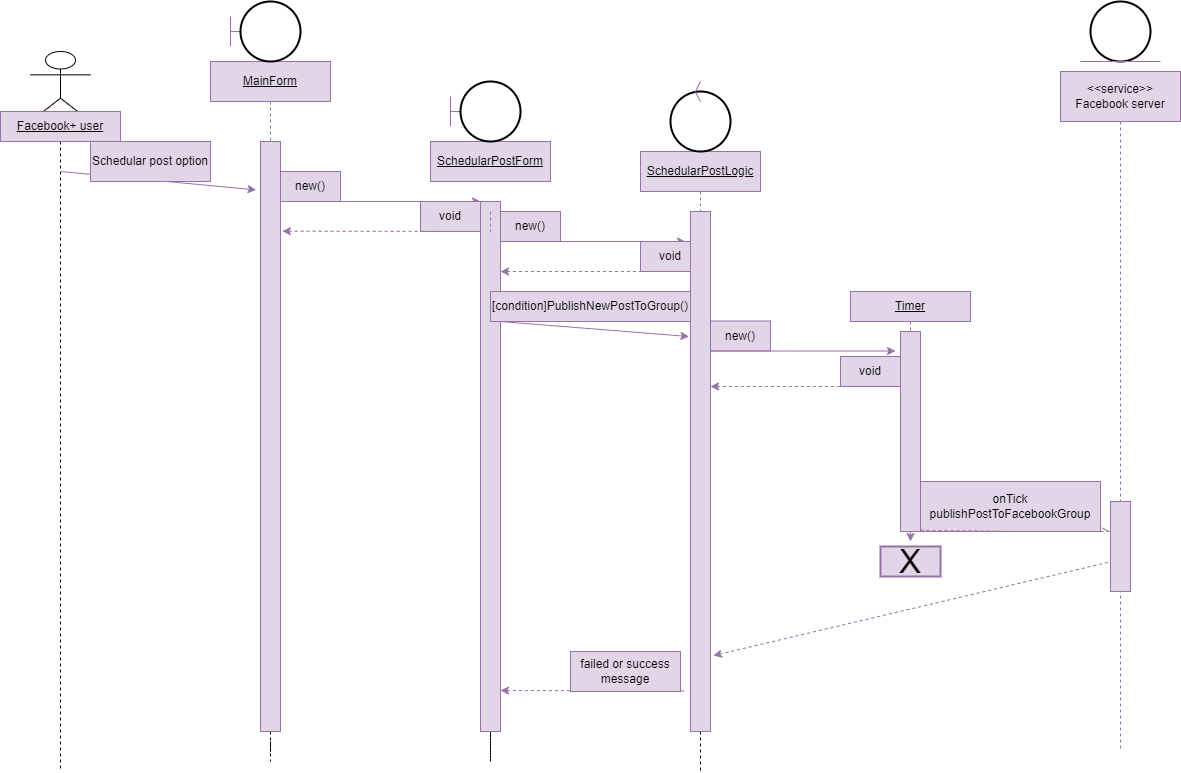 MainForm
<<service>>
Facebook server
Facebook+ user
Schedular post option
SchedularPostForm
SchedularPostLogic
new()
void
new()
void
[condition]PublishNewPostToGroup()
Timer
new()
void
onTick
publishPostToFacebookGroup
X
failed or success
message